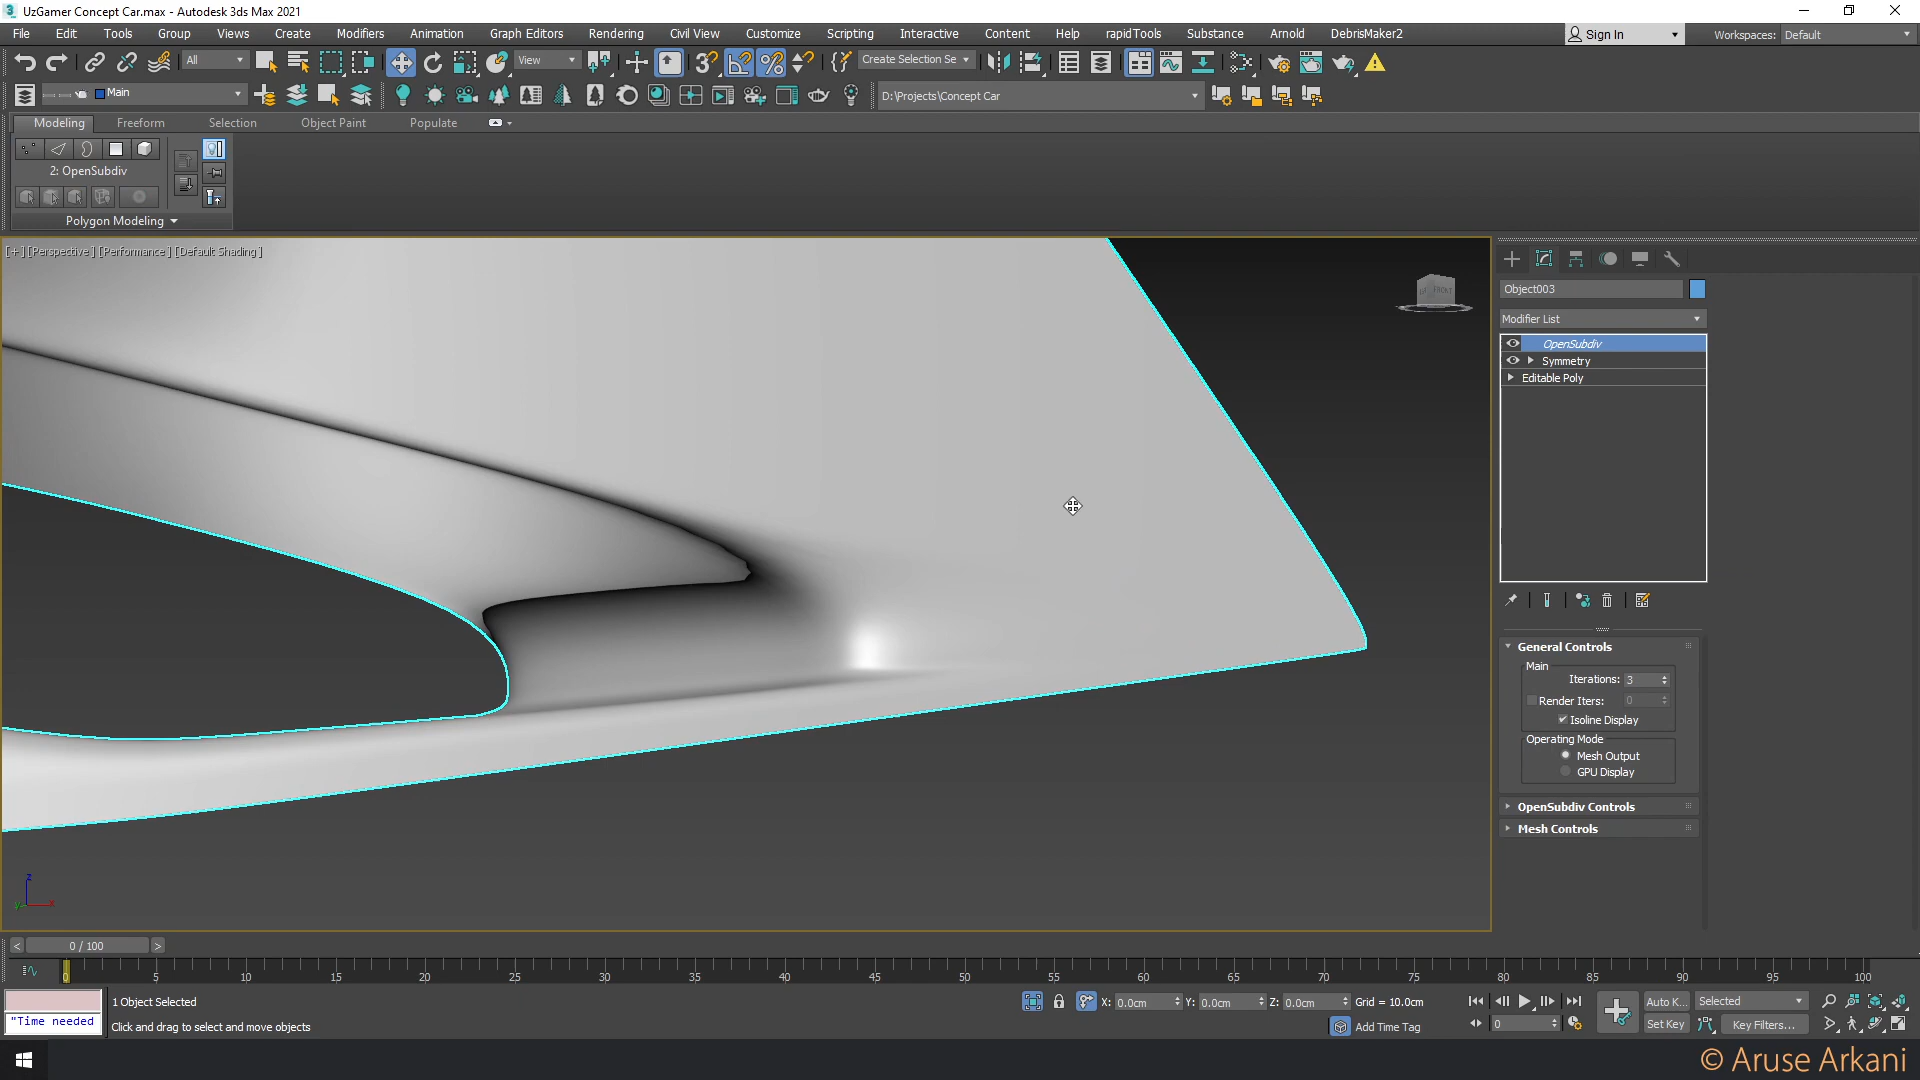 UzGamer Concept Car.max - Autodesk 3ds Max 2021
File Edit Tools Group Views Create Modifiers Animation Graph Editors Rendering Civil View Customize Scripting Interactive Content Help rapidTools Substance Arnold DebrisMaker2 Sign In Workspaces: Default
All View Create Selection Se
Main D:\Projects\Concept Car
Modeling Freeform Selection Object Paint Populate
2: OpenSubdiv
Polygon Modeling
[+] [Perspective] [Performance] [Default Shading]
FRONT
Object003
Modifier List
OpenSubdiv
Symmetry
Editable Poly
General Controls
Main
Iterations: 3
Render Iters: 0
Isoline Display
Operating Mode
Mesh Output
GPU Display
OpenSubdiv Controls
Mesh Controls
z
y x
< 0 / 100 >
0 5 10 15 20 25 30 35 40 45 50 55 60 65 70 75 80 85 90 95 100
1 Object Selected X: 0.0cm Y: 0.0cm Z: 0.0cm Grid = 10.0cm Auto K... Selected
"Time needed Click and drag to select and move objects Add Time Tag 0 Set Key Key Filters...
© Aruse Arkani